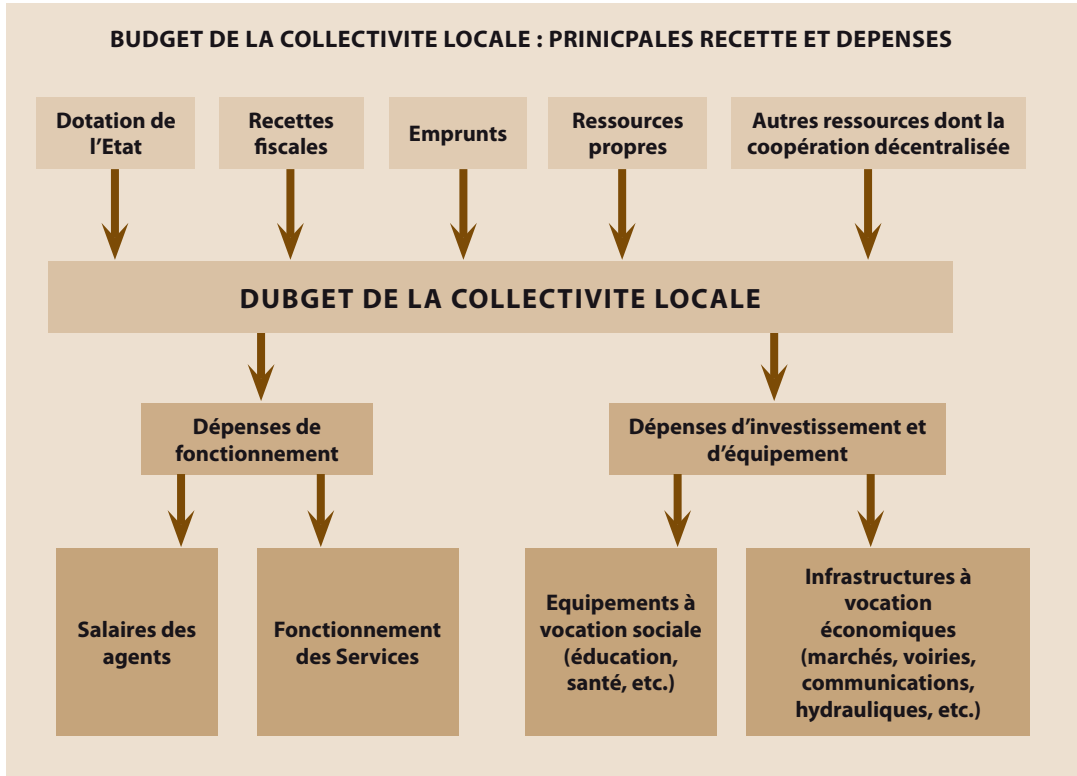 BUDGET DE LA COLLECTIVITE LOCALE : PRINICPALES RECETTE ET DEPENSES
Dotation de
l'Etat
Recettes
fiscales
Emprunts
Ressources
propres
Autres ressources dont la
coopération décentralisée
DUBGET DE LA COLLECTIVITE LOCALE
Dépenses de
fonctionnement
Dépenses d'investissement et
d'équipement
Salaires des
agents
Fonctionnement
des Services
Equipements à
vocation sociale
(éducation,
santé, etc.)
Infrastructures à
vocation
économiques
(marchés, voiries,
communications,
hydrauliques, etc.)